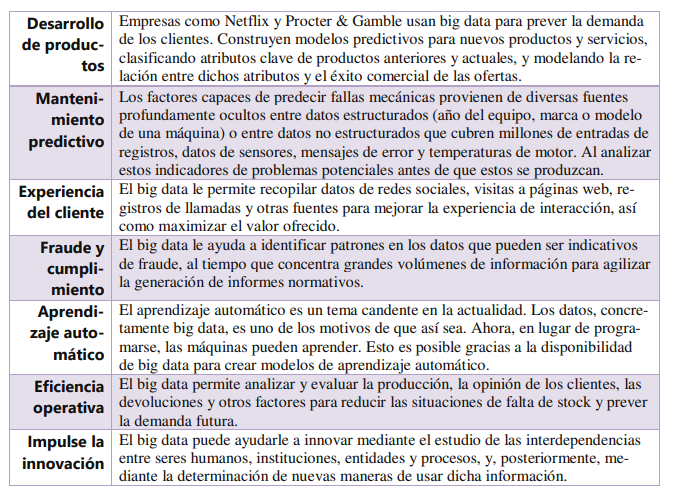 Desarrollo
de produc-
tos
Empresas como Netflix y Procter & Gamble usan big data para prever la demanda
de los clientes. Construyen modelos predictivos para nuevos productos y servicios,
clasificando atributos clave de productos anteriores y actuales, y modelando la re-
lación entre dichos atributos y el éxito comercial de las ofertas.
Manteni-
miento
predictivo
Los factores capaces de predecir fallas mecánicas provienen de diversas fuentes
profundamente ocultos entre datos estructurados (año del equipo, marca o modelo
de una máquina) o entre datos no estructurados que cubren millones de entradas de
registros, datos de sensores, mensajes de error y temperaturas de motor. Al analizar
estos indicadores de problemas potenciales antes de que estos se produzcan.
Experiencia
del cliente
El big data le permite recopilar datos de redes sociales, visitas a páginas web, re-
gistros de llamadas y otras fuentes para mejorar la experiencia de interacción, así
como maximizar el valor ofrecido.
Fraude y
cumpli-
miento
El big data le ayuda a identificar patrones en los datos que pueden ser indicativos
de fraude, al tiempo que concentra grandes volúmenes de información para agilizar
la generación de informes normativos.
Aprendi-
zaje auto-
mático
El aprendizaje automático es un tema candente en la actualidad. Los datos, concre-
tamente big data, es uno de los motivos de que así sea. Ahora, en lugar de progra-
marse, las máquinas pueden aprender. Esto es posible gracias a la disponibilidad
de big data para crear modelos de aprendizaje automático.
Eficiencia
operativa
El big data permite analizar y evaluar la producción, la opinión de los clientes, las
devoluciones y otros factores para reducir las situaciones de falta de stock y prever
la demanda futura.
Impulse la
innovación
El big data puede ayudarle a innovar mediante el estudio de las interdependencias
entre seres humanos, instituciones, entidades y procesos, y, posteriormente, me-
diante la determinación de nuevas maneras de usar dicha información.